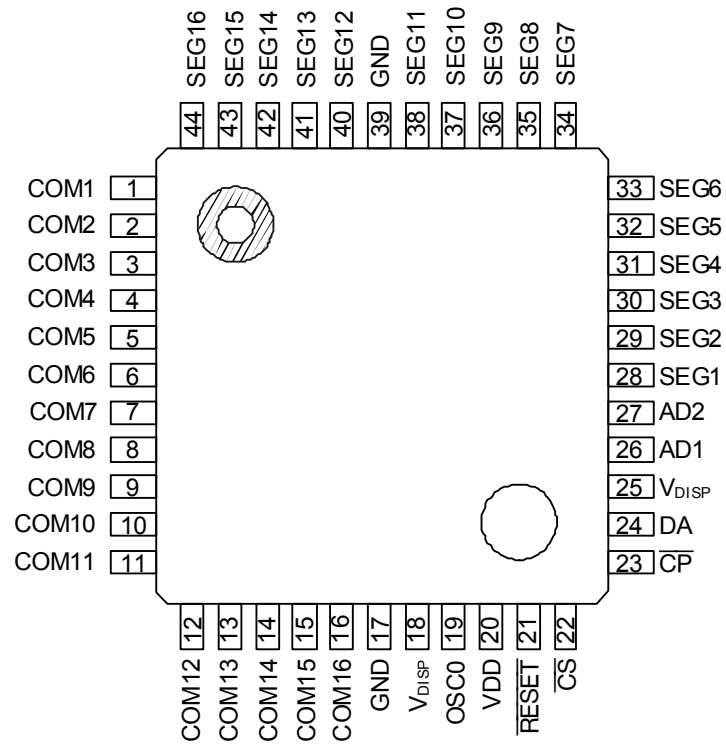 SEG16 SEG15 SEG14 SEG13 SEG12 GND SEG11 SEG10 SEG9 SEG8 SEG7
44 43 42 41 40 39 38 37 36 35 34
COM1 1 33 SEG6
COM2 2 32 SEG5
COM3 3 31 SEG4
COM4 4 30 SEG3
COM5 5 29 SEG2
COM6 6 28 SEG1
COM7 7 27 AD2
COM8 8 26 AD1
COM9 9 25 VDISP
COM10 10 24 DA
COM11 11 23 C̅P̅
12 13 14 15 16 17 18 19 20 21 22
COM12 COM13 COM14 COM15 COM16 GND VDISP OSC0 VDD R̅E̅S̅E̅T̅ C̅S̅